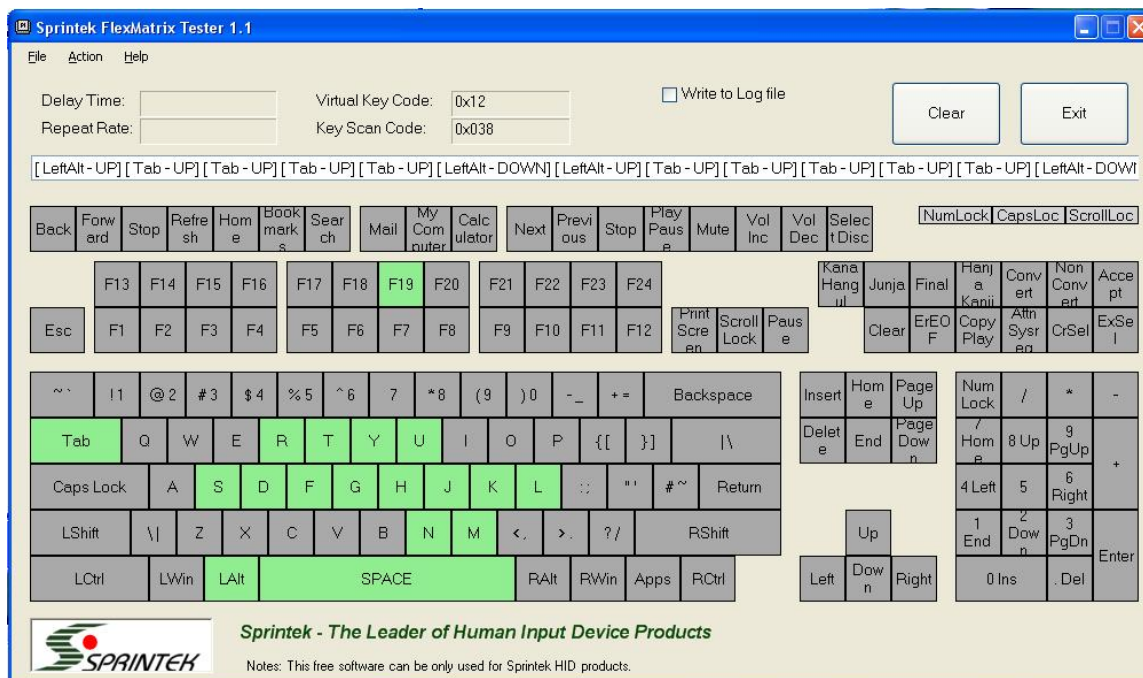 Sprintek FlexMatrix Tester 1.1
File Action Help
Delay Time: Virtual Key Code: 0x12 Write to Log file Clear Exit
Repeat Rate: Key Scan Code: 0x038
[ LeftAlt - UP] [ Tab - UP] [ Tab - UP] [ Tab - UP] [ Tab - UP] [ LeftAlt - DOWN] [ LeftAlt - UP] [ Tab - UP] [ Tab - UP] [ Tab - UP] [ Tab - UP] [ Tab - UP] [ LeftAlt - DOWN
Back Forward Stop Refresh Home Bookmarks Search Mail My Computer Calculator Next Previous Stop Play Pause Mute Vol Inc Vol Dec Select Disc NumLock CapsLoc ScrollLoc
F13 F14 F15 F16 F17 F18 F19 F20 F21 F22 F23 F24 Kana Hangul Junja Final Hanja Kanji Convert Non Convert Accept
Esc F1 F2 F3 F4 F5 F6 F7 F8 F9 F10 F11 F12 Print Screen Scroll Lock Pause Clear ErEOF Copy Play Attn Sysreq CrSel ExSel
~ ` !1 @2 #3 $4 %5 ^6 7 *8 (9 )0 -_ += Backspace Insert Home Page Up Num Lock / * -
Tab Q W E R T Y U I O P {[ }] |\ Delete End Page Down 7 Home 8 Up 9 PgUp +
Caps Lock A S D F G H J K L :; "' #~ Return 4 Left 5 6 Right
LShift \| Z X C V B N M <, >. ?/ RShift Up 1 End 2 Down 3 PgDn Enter
LCtrl LWin LAlt SPACE RAlt RWin Apps RCtrl Left Down Right 0 Ins . Del
SPRINTEK Sprintek - The Leader of Human Input Device Products
Notes: This free software can be only used for Sprintek HID products.